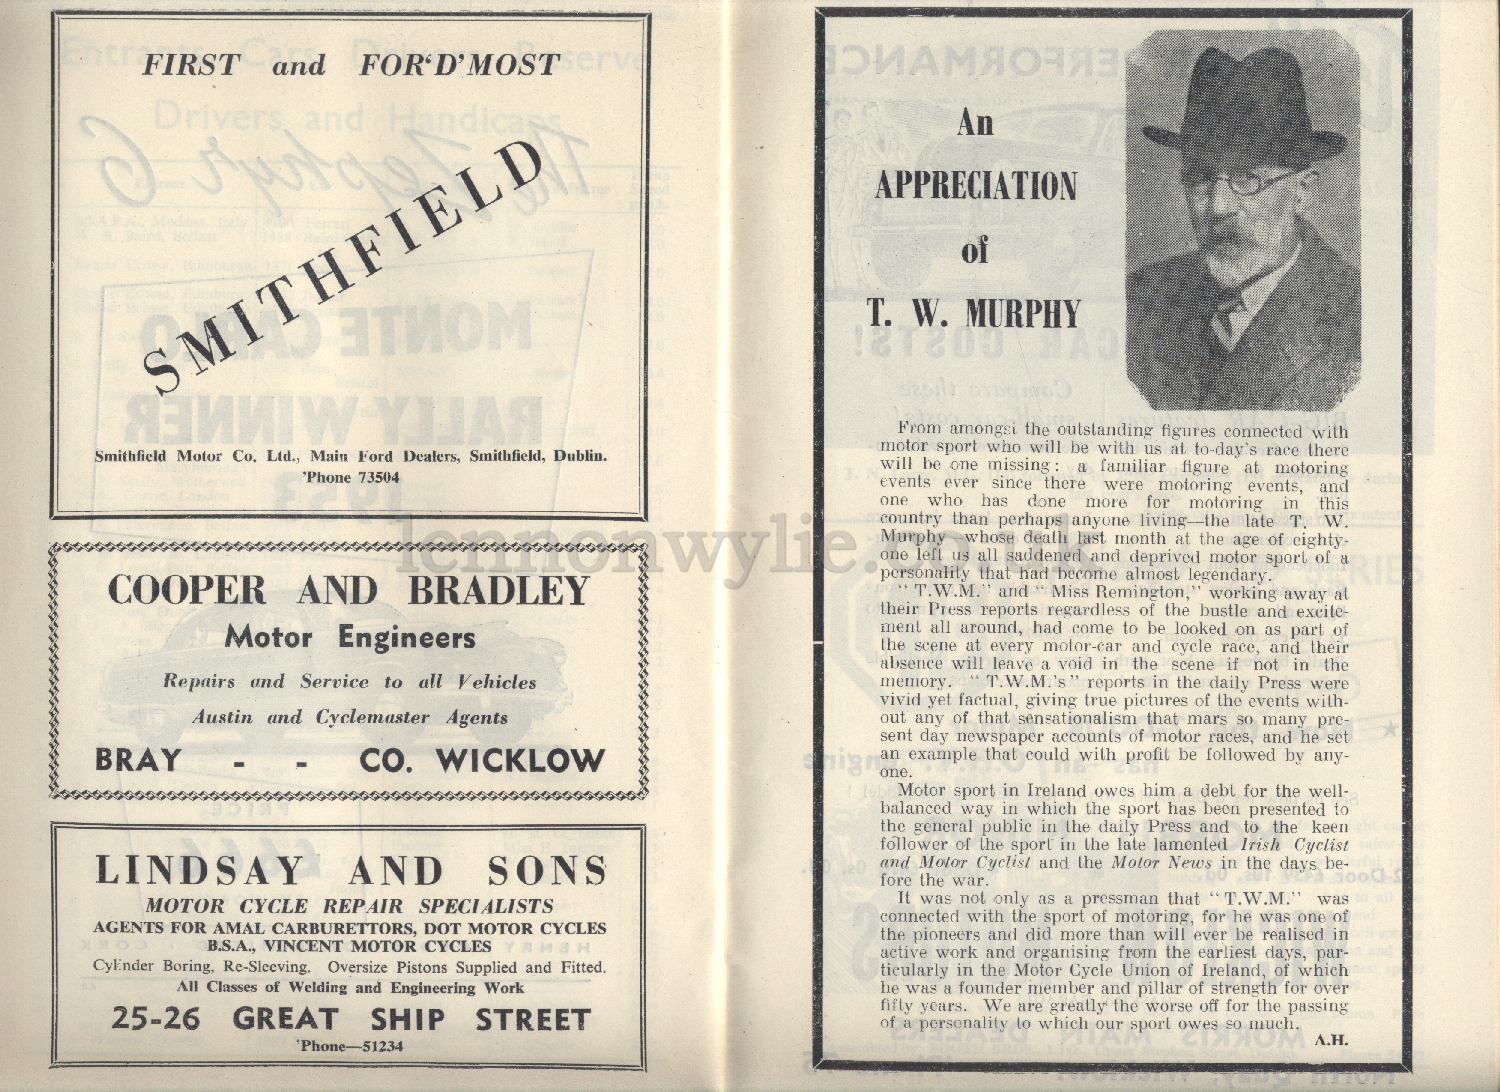 FIRST and FOR'D'MOST
SMITHFIELD
Smithfield Motor Co. Ltd., Main Ford Dealers, Smithfield, Dublin.
'Phone 73504
COOPER AND BRADLEY
Motor Engineers
Repairs and Service to all Vehicles
Austin and Cyclemaster Agents
BRAY - - CO. WICKLOW
LINDSAY AND SONS
MOTOR CYCLE REPAIR SPECIALISTS
AGENTS FOR AMAL CARBURETTORS, DOT MOTOR CYCLES
B.S.A., VINCENT MOTOR CYCLES
Cylinder Boring, Re-Sleeving. Oversize Pistons Supplied and Fitted.
All Classes of Welding and Engineering Work
25-26 GREAT SHIP STREET
'Phone—51234
An
APPRECIATION
of
T. W. MURPHY
From amongst the outstanding figures connected with
motor sport who will be with us at to-day's race there
will be one missing: a familiar figure at motoring
events ever since there were motoring events, and
one who has done more for motoring in this
country than perhaps anyone living—the late T. W.
Murphy whose death last month at the age of eighty-
one left us all saddened and deprived motor sport of a
personality that had become almost legendary.
"T.W.M." and "Miss Remington," working away at
their Press reports regardless of the bustle and excite-
ment all around, had come to be looked on as part of
the scene at every motor-car and cycle race, and their
absence will leave a void in the scene if not in the
memory. "T.W.M.'s" reports in the daily Press were
vivid yet factual, giving true pictures of the events with-
out any of that sensationalism that mars so many pre-
sent day newspaper accounts of motor races, and he set
an example that could with profit be followed by any-
one.
Motor sport in Ireland owes him a debt for the well-
balanced way in which the sport has been presented to
the general public in the daily Press and to the keen
follower of the sport in the late lamented Irish Cyclist
and Motor Cyclist and the Motor News in the days be-
fore the war.
It was not only as a pressman that "T.W.M." was
connected with the sport of motoring, for he was one of
the pioneers and did more than will ever be realised in
active work and organising from the earliest days, par-
ticularly in the Motor Cycle Union of Ireland, of which
he was a founder member and pillar of strength for over
fifty years. We are greatly the worse off for the passing
of a personality to which our sport owes so much.
A.H.
lennonwylie.co.uk